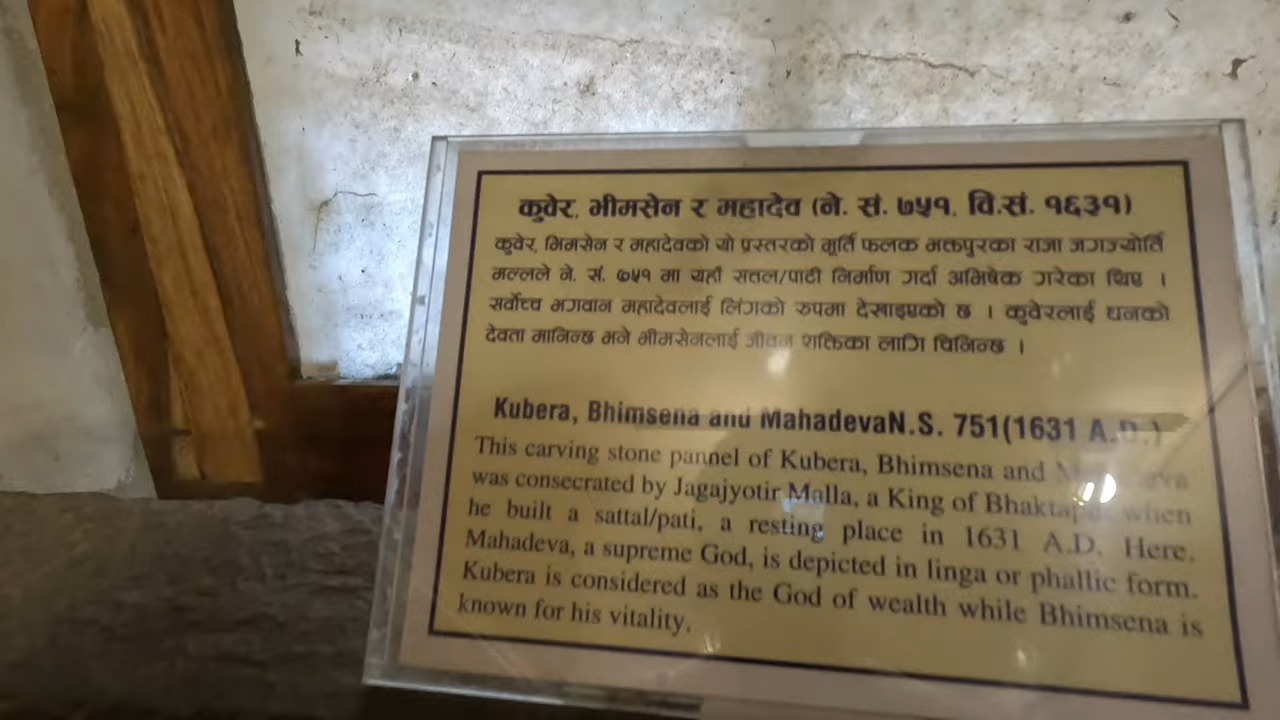 कुवेर, भीमसेन र महादेव (ने. सं. ७५१, वि.सं. १६३१)
कुवेर, भिमसेन र महादेवको यो प्रस्तरको मूर्ति फलक भक्तपुरका राजा जगज्योर्ति
मल्लले ने. सं. ७५१ मा यहाँ सत्तल/पाटी निर्माण गर्दा अभिषेक गरेका थिए ।
सर्वोच्च भगवान महादेवलाई लिंगको रुपमा देखाइएको छ । कुवेरलाई धनको
देवता मानिन्छ भने भीमसेनलाई जीवन शक्तिका लागि चिनिन्छ ।
Kubera, Bhimsena and MahadevaN.S. 751(1631 A.D.)
This carving stone pannel of Kubera, Bhimsena and
was consecrated by Jagajyotir Malla, a King of Bhaktapur when
he built a sattal/pati, a resting place in 1631 A.D. Here,
Mahadeva, a supreme God, is depicted in linga or phallic form.
Kubera is considered as the God of wealth while Bhimsena is
known for his vitality.